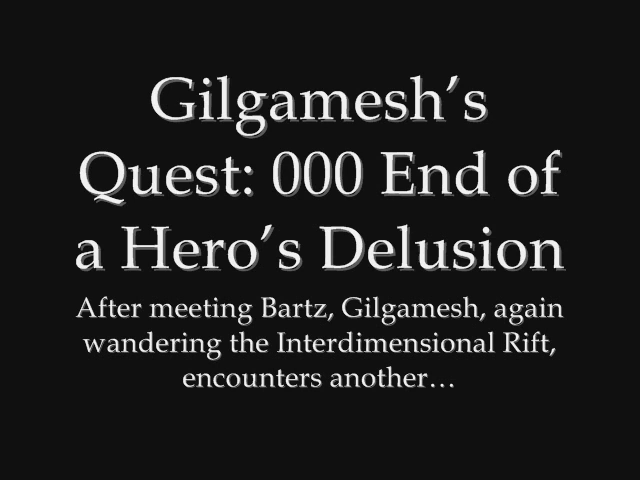 Gilgamesh’s
Quest: 000 End of
a Hero’s Delusion
After meeting Bartz, Gilgamesh, again
wandering the Interdimensional Rift,
encounters another…